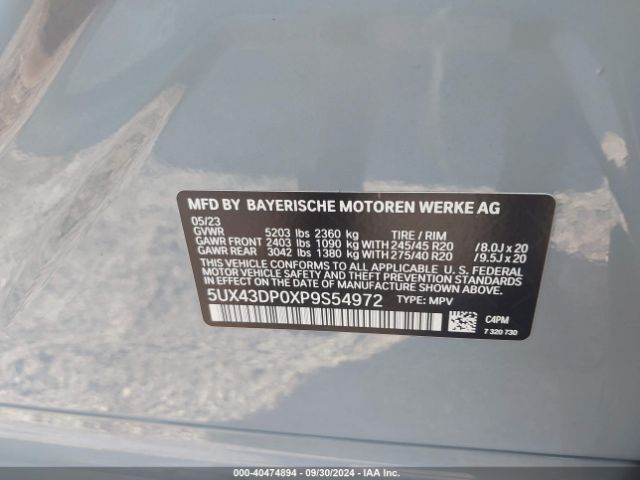 MFD BY BAYERISCHE MOTOREN WERKE AG
05/23
GVWR 5203 lbs 2360 kg TIRE / RIM
GAWR FRONT 2403 lbs 1090 kg WITH 245/45 R20 /8.0J x 20
GAWR REAR 3042 lbs 1380 kg WITH 275/40 R20 /9.5J x 20
THIS VEHICLE CONFORMS TO ALL APPLICABLE U. S. FEDERAL
MOTOR VEHICLE SAFETY, BUMPER, AND THEFT PREVENTION
STANDARDS IN EFFECT ON THE DATE OF MANUFACTURE SHOWN ABOVE.
5UX43DP0XP9S54972 TYPE: MPV
C4PM
7 320 730
000-40474894 - 09/30/2024 - IAA Inc.